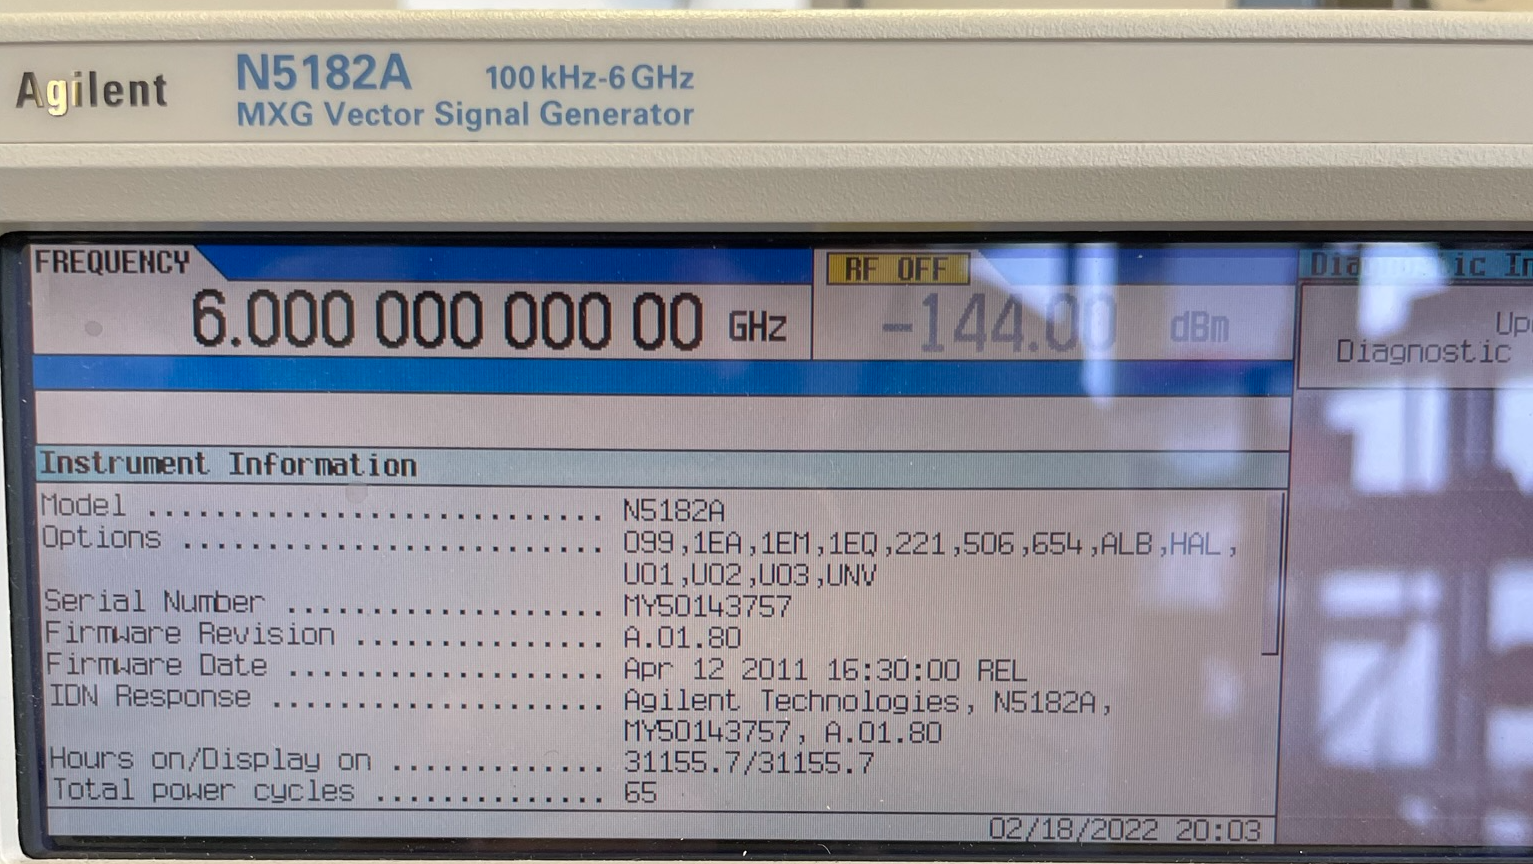 Agilent N5182A 100 kHz-6 GHz
MXG Vector Signal Generator
FREQUENCY
6.000 000 000 00 GHz
RF OFF
-144.00 dBm
Diagnostic
Instrument Information
Model ........................... N5182A
Options ......................... 099,1EA,1EM,1EQ,221,506,654,ALB,HAL,
U01,U02,U03,UNV
Serial Number ................... MY50143757
Firmware Revision ............... A.01.80
Firmware Date ................... Apr 12 2011 16:30:00 REL
IDN Response .................... Agilent Technologies, N5182A,
MY50143757, A.01.80
Hours on/Display on ............. 31155.7/31155.7
Total power cycles .............. 65
02/18/2022 20:03